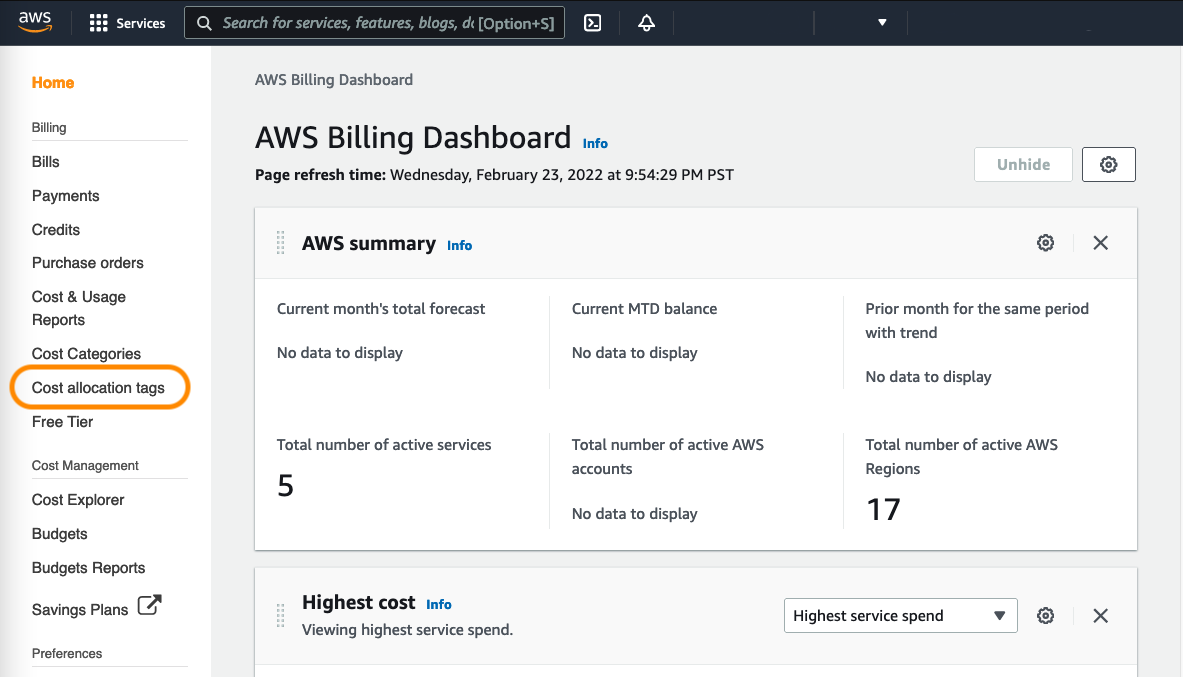 aws
Services
Search for services, features, blogs, do [Option+S]
Home
Billing
Bills
Payments
Credits
Purchase orders
Cost & Usage
Reports
Cost Categories
Cost allocation tags
Free Tier
Cost Management
Cost Explorer
Budgets
Budgets Reports
Savings Plans
Preferences
AWS Billing Dashboard
AWS Billing Dashboard Info
Page refresh time: Wednesday, February 23, 2022 at 9:54:29 PM PST
Unhide
AWS summary Info
Current month's total forecast
No data to display
Current MTD balance
No data to display
Prior month for the same period
with trend
No data to display
Total number of active services
5
Total number of active AWS
accounts
No data to display
Total number of active AWS
Regions
17
Highest cost Info
Viewing highest service spend.
Highest service spend